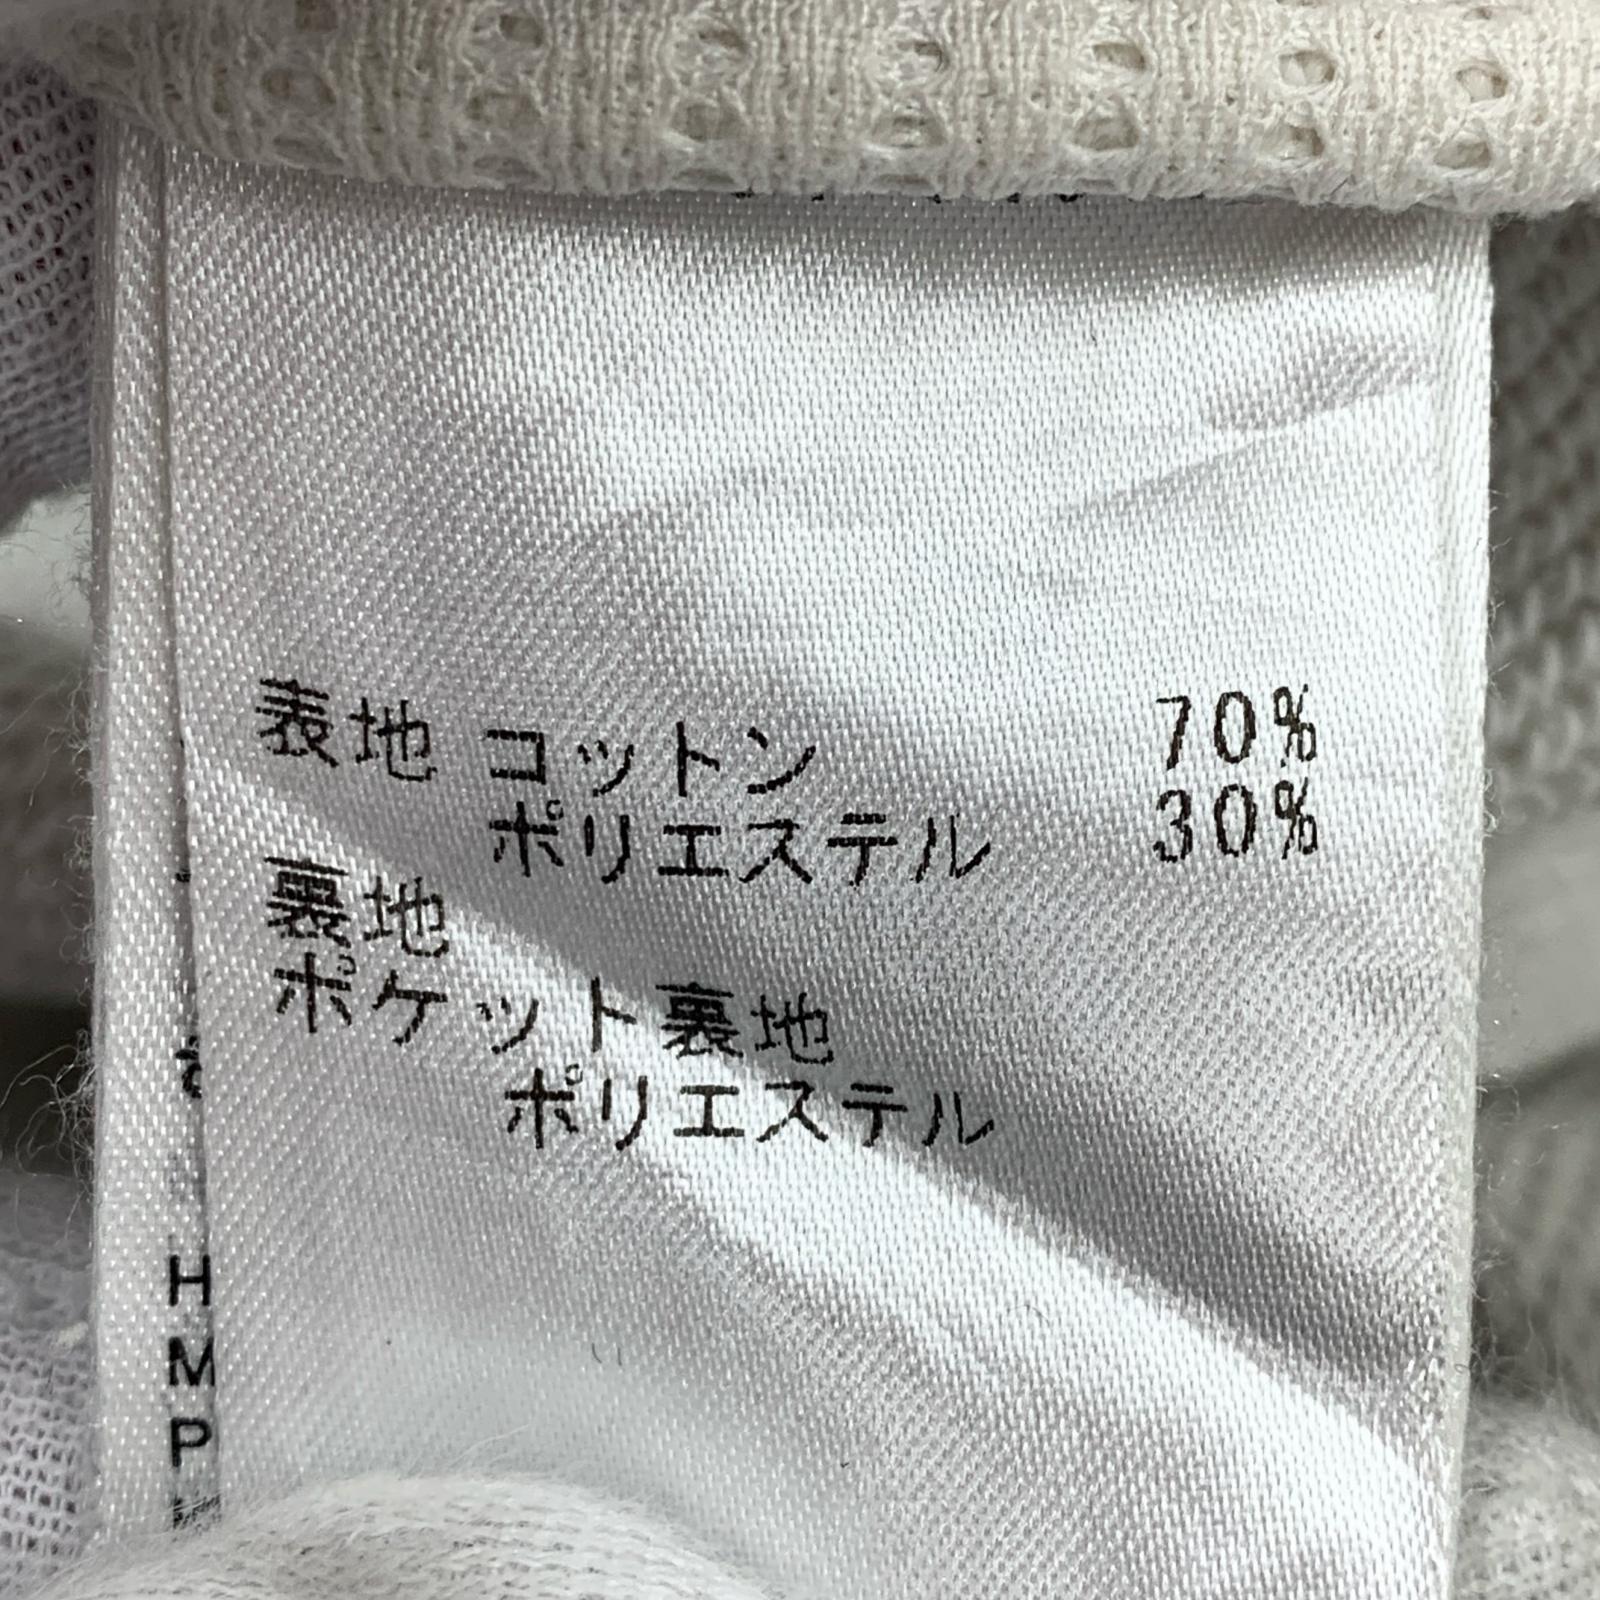 表地 コットン 70%
ポリエステル 30%
裏地
ポケット裏地
ポリエステル
H
M
P